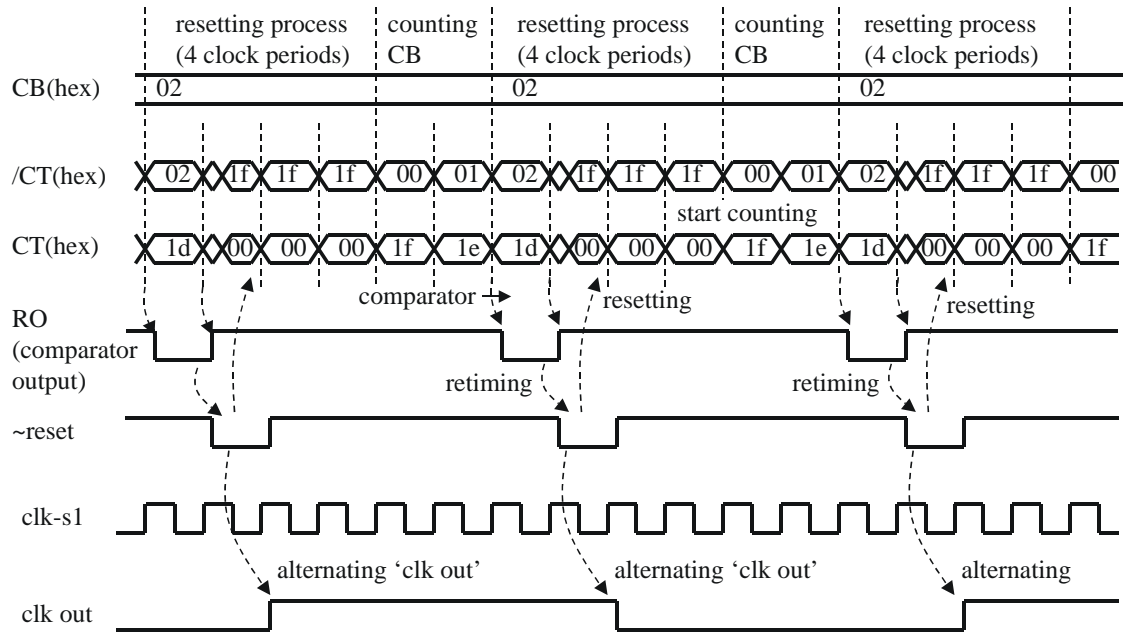 resetting process
(4 clock periods)
counting
CB
resetting process
(4 clock periods)
counting
CB
resetting process
(4 clock periods)
CB(hex)
02
02
02
/CT(hex)
02 1f 1f 1f 00 01 02 1f 1f 1f 00 01 02 1f 1f 1f 00
start counting
CT(hex)
1d 00 00 00 1f 1e 1d 00 00 00 1f 1e 1d 00 00 00 1f
comparator
resetting
resetting
RO
(comparator
output)
retiming
retiming
~reset
clk-s1
alternating ‘clk out’
alternating ‘clk out’
alternating
clk out